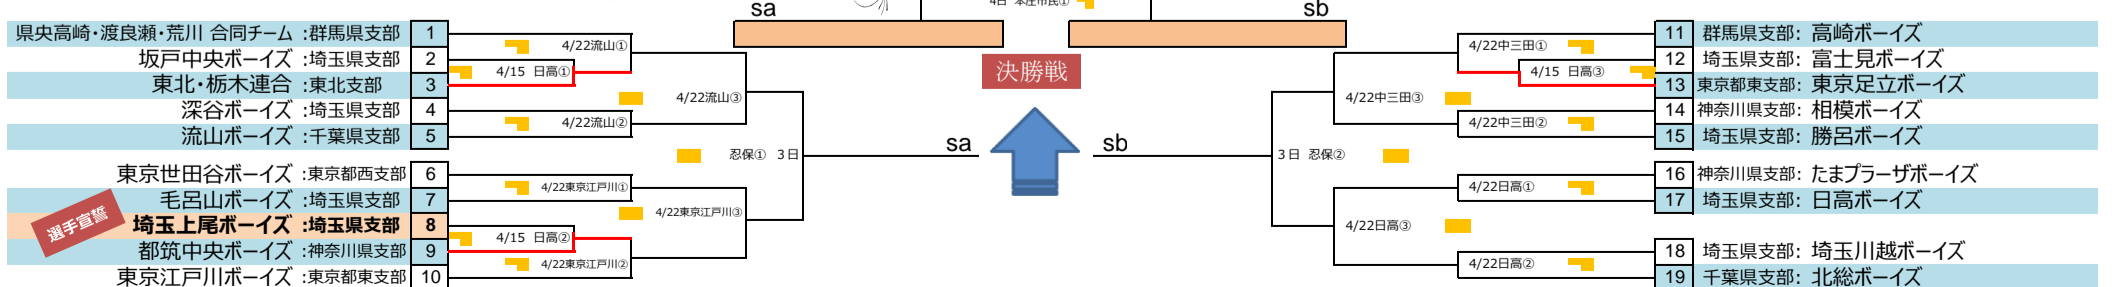 4日 本庄市民①
sa
sb
県央高崎・渡良瀬・荒川 合同チーム :群馬県支部 1
坂戸中央ボーイズ :埼玉県支部 2
東北・栃木連合 :東北支部 3
深谷ボーイズ :埼玉県支部 4
流山ボーイズ :千葉県支部 5
東京世田谷ボーイズ :東京都西支部 6
毛呂山ボーイズ :埼玉県支部 7
埼玉上尾ボーイズ :埼玉県支部 8
都筑中央ボーイズ :神奈川県支部 9
東京江戸川ボーイズ :東京都東支部 10
選手宣誓
4/22流山①
4/15 日高①
4/22流山③
4/22流山②
忍保① 3日
4/22東京江戸川①
4/22東京江戸川③
4/15 日高②
4/22東京江戸川②
決勝戦
sa
sb
3日 忍保②
4/22中三田①
4/15 日高③
4/22中三田③
4/22中三田②
4/22日高①
4/22日高③
4/22日高②
11 群馬県支部: 高崎ボーイズ
12 埼玉県支部: 富士見ボーイズ
13 東京都東支部: 東京足立ボーイズ
14 神奈川県支部: 相模ボーイズ
15 埼玉県支部: 勝呂ボーイズ
16 神奈川県支部: たまプラーザボーイズ
17 埼玉県支部: 日高ボーイズ
18 埼玉県支部: 埼玉川越ボーイズ
19 千葉県支部: 北総ボーイズ